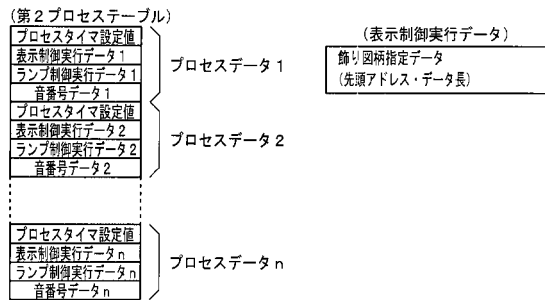 (第2プロセステーブル)
プロセスタイマ設定値
表示制御実行データ1
ランプ制御実行データ1
音番号データ1
プロセスデータ1
プロセスタイマ設定値
表示制御実行データ2
ランプ制御実行データ2
音番号データ2
プロセスデータ2
プロセスタイマ設定値
表示制御実行データn
ランプ制御実行データn
音番号データn
プロセスデータn
(表示制御実行データ)
飾り図柄指定データ
(先頭アドレス・データ長)